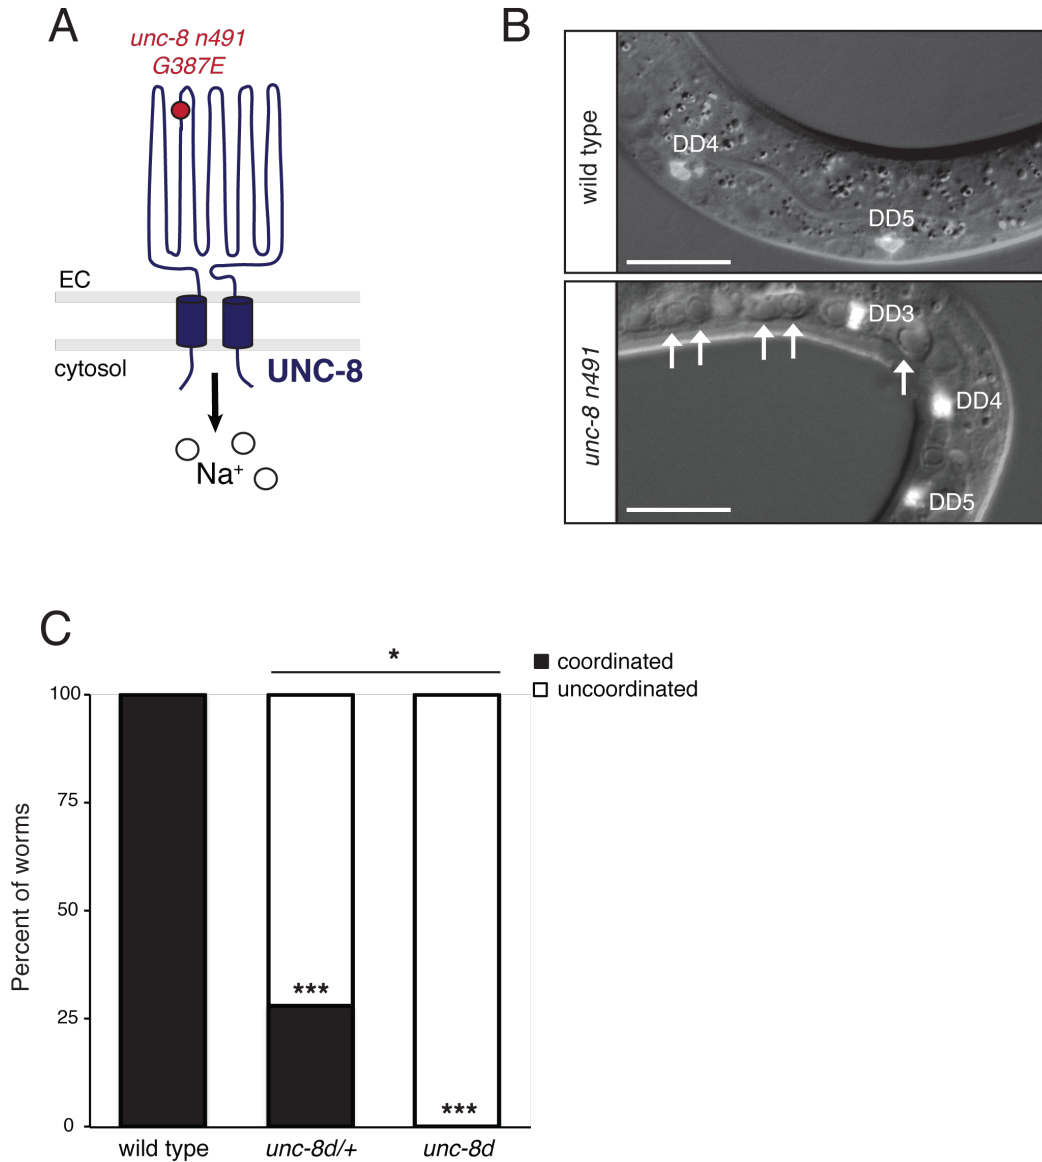 A
unc-8 n491
G387E
EC
cytosol
UNC-8
Na⁺
B
wild type
DD4
DD5
unc-8 n491
DD3
DD4
DD5
C
*
coordinated
uncoordinated
Percent of worms
100
75
50
25
0
***
***
wild type
unc-8d/+
unc-8d